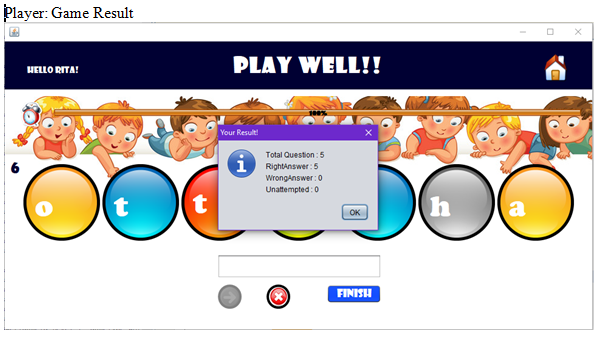 Player: Game Result
HELLO RITA!
PLAY WELL!!
100%
Your Result!
Total Question : 5
RightAnswer : 5
WrongAnswer : 0
Unattempted : 0
OK
6
o t t h a
FINISH